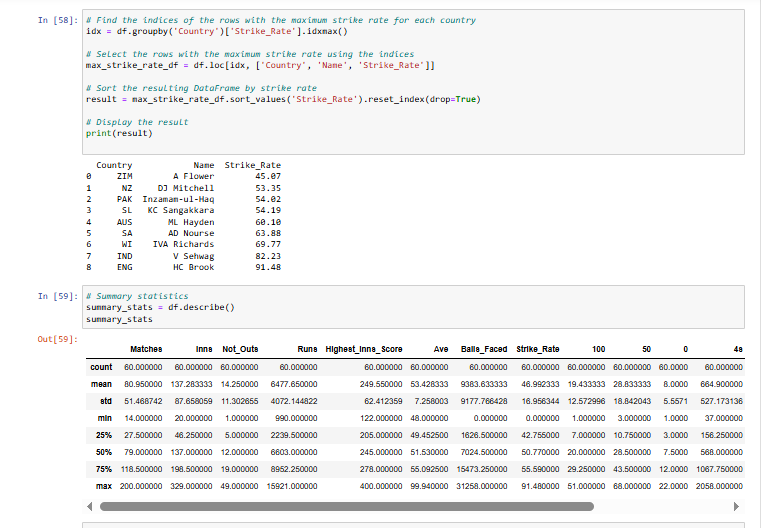 In [58]: # Find the indices of the rows with the maximum strike rate for each country
idx = df.groupby('Country')['Strike_Rate'].idxmax()
# Select the rows with the maximum strike rate using the indices
max_strike_rate_df = df.loc[idx, ['Country', 'Name', 'Strike_Rate']]
# Sort the resulting DataFrame by strike rate
result = max_strike_rate_df.sort_values('Strike_Rate').reset_index(drop=True)
# Display the result
print(result)
Country Name Strike_Rate
0 ZIM A Flower 45.07
1 NZ DJ Mitchell 53.35
2 PAK Inzamam-ul-Haq 54.02
3 SL KC Sangakkara 54.19
4 AUS ML Hayden 60.10
5 SA AD Nourse 63.88
6 WI IVA Richards 69.77
7 IND V Sehwag 82.23
8 ENG HC Brook 91.48
In [59]: # Summary statistics
summary_stats = df.describe()
summary_stats
Out[59]:
Matches Inns Not_Outs Runs Highest_Inns_Score Ave Balls_Faced Strike_Rate 100 50 0 4s
count 60.000000 60.000000 60.000000 60.000000 60.000000 60.000000 60.000000 60.000000 60.000000 60.000000 60.0000 60.000000
mean 80.950000 137.283333 14.250000 6477.650000 249.550000 53.428333 9383.633333 46.992333 19.433333 28.833333 8.0000 664.900000
std 51.468742 87.658059 11.302655 4072.144822 62.412359 7.258003 9177.766428 16.956344 12.572996 18.842043 5.5571 527.173136
min 14.000000 20.000000 1.000000 990.000000 122.000000 48.000000 0.000000 0.000000 1.000000 3.000000 1.0000 37.000000
25% 27.500000 46.250000 5.000000 2239.500000 205.000000 49.452500 1626.500000 42.755000 7.000000 10.750000 3.0000 156.250000
50% 79.000000 137.000000 12.000000 6603.000000 245.000000 51.530000 7024.500000 50.770000 20.000000 28.500000 7.5000 568.000000
75% 118.500000 198.500000 19.000000 8952.250000 278.000000 55.092500 15473.250000 55.590000 29.250000 43.500000 12.0000 1067.750000
max 200.000000 329.000000 49.000000 15921.000000 400.000000 99.940000 31258.000000 91.480000 51.000000 68.000000 22.0000 2058.000000